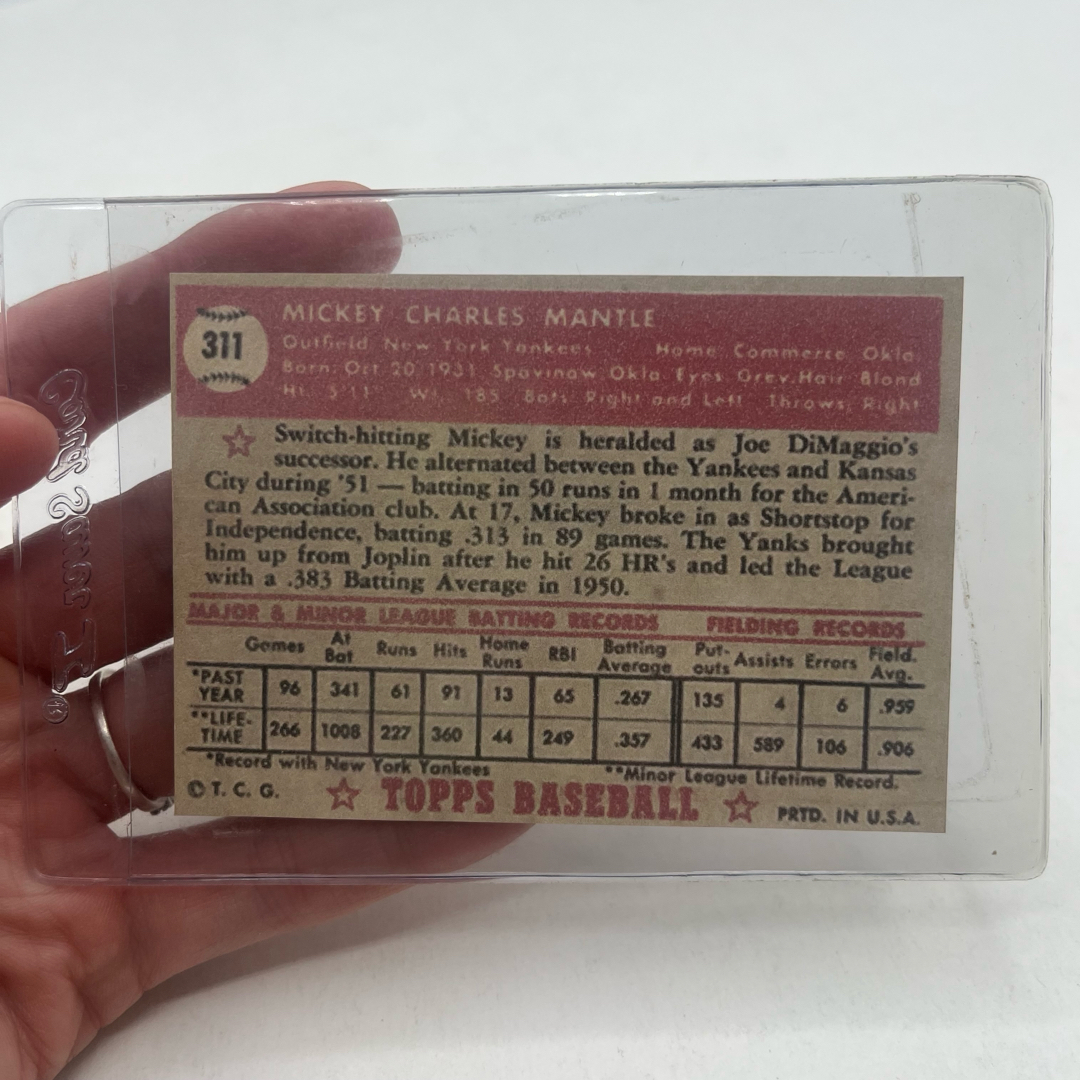 311
MICKEY CHARLES MANTLE
Outfield New York Yankees Home: Commerce, Okla.
Born: Oct. 20, 1931, Spavinaw, Okla. Eyes: Grey. Hair: Blond
Ht.: 5'11" Wt.: 185 Bats: Right and Left Throws: Right
Switch-hitting Mickey is heralded as Joe DiMaggio's
successor. He alternated between the Yankees and Kansas
City during '51 — batting in 50 runs in 1 month for the Ameri-
can Association club. At 17, Mickey broke in as Shortstop for
Independence, batting .313 in 89 games. The Yanks brought
him up from Joplin after he hit 26 HR's and led the League
with a .383 Batting Average in 1950.
MAJOR & MINOR LEAGUE BATTING RECORDS FIELDING RECORDS
Games At Bat Runs Hits Home Runs RBI Batting Average Put-outs Assists Errors Field. Avg.
*PAST YEAR 96 341 61 91 13 65 .267 135 4 6 .959
**LIFE-TIME 266 1008 227 360 44 249 .357 433 589 106 .906
*Record with New York Yankees **Minor League Lifetime Record.
© T. C. G. TOPPS BASEBALL PRTD. IN U.S.A.